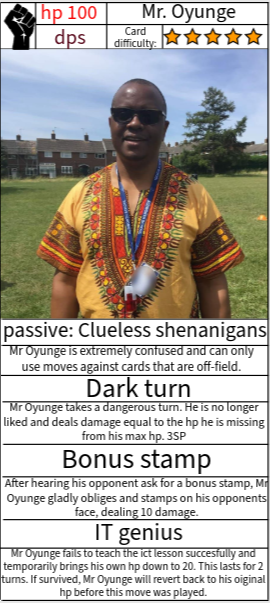 hp 100
Mr. Oyunge
dps
Card
difficulty:
passive: Clueless shenanigans
Mr Oyunge is extremely confused and can only
use moves against cards that are off-field.
Dark turn
Mr Oyunge takes a dangerous turn. He is no longer
liked and deals damage equal to the hp he is missing
from his max hp. 3SP
Bonus stamp
After hearing his opponent ask for a bonus stamp, Mr
Oyunge gladly obliges and stamps on his opponents
face, dealing 10 damage.
IT genius
Mr Oyunge fails to teach the ict lesson succesfully and
temporarily brings his own hp down to 20. This lasts for 2
turns. If survived, Mr Oyunge will revert back to his oiginal
hp before this move was played.